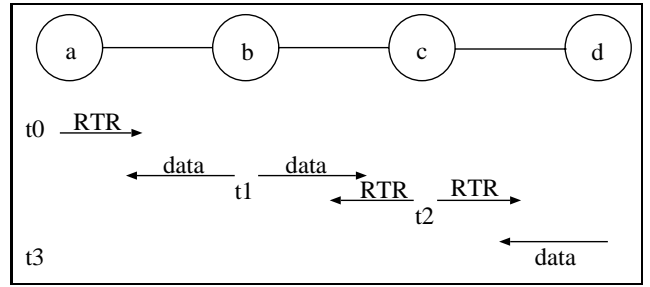 a b c d
t0 RTR
data data
t1
RTR RTR
t2
t3 data